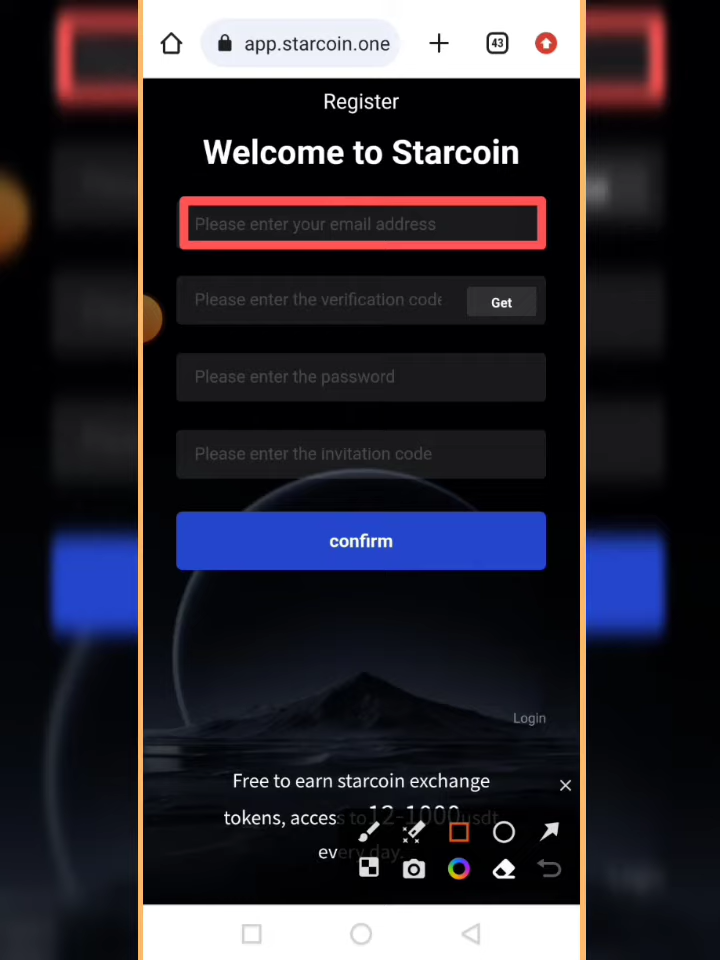 app.starcoin.one
43
Register
Welcome to Starcoin
Please enter your email address
Please enter the verification code
Get
Please enter the password
Please enter the invitation code
confirm
Login
Free to earn starcoin exchange
tokens, access to 12-1000usdt
every day.